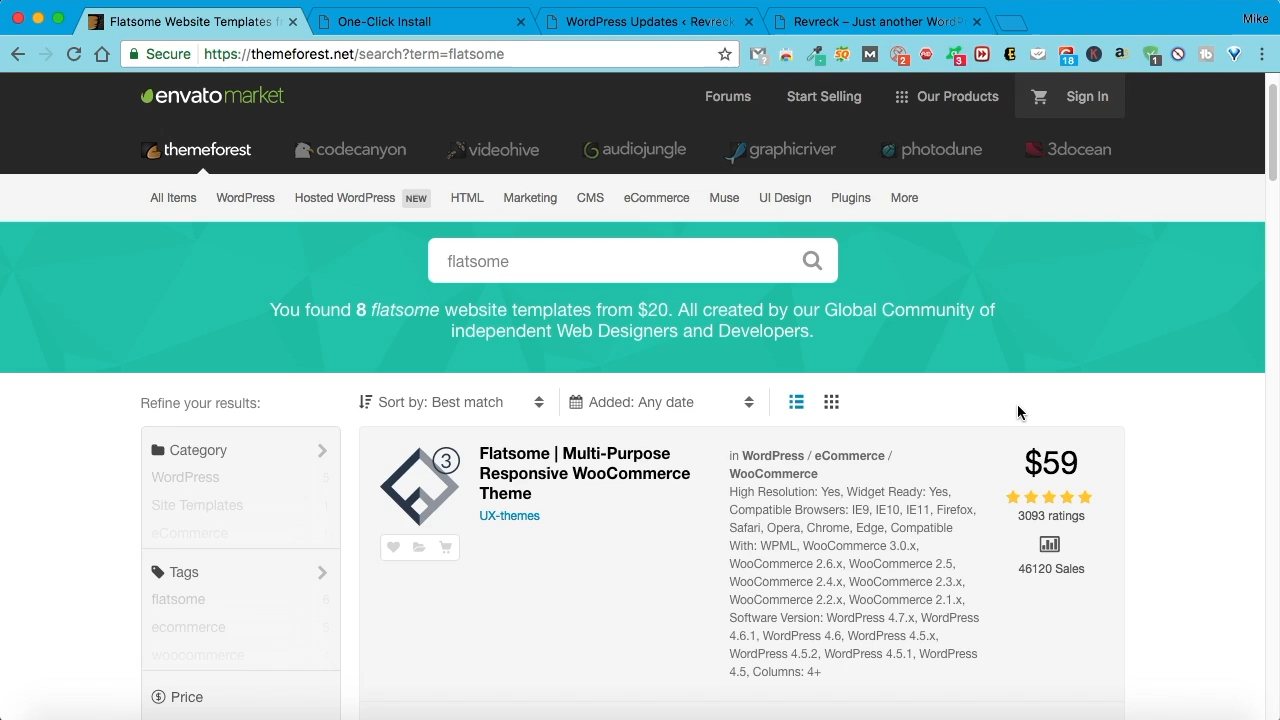 Flatsome Website Templates f
One-Click Install
WordPress Updates ‹ Revreck
Revreck – Just another WordP
Mike
Secure
https://themeforest.net/search?term=flatsome
envatomarket
Forums
Start Selling
Our Products
Sign In
themeforest
codecanyon
videohive
audiojungle
graphicriver
photodune
3docean
All Items
WordPress
Hosted WordPress NEW
HTML
Marketing
CMS
eCommerce
Muse
UI Design
Plugins
More
flatsome
You found 8 flatsome website templates from $20. All created by our Global Community of
independent Web Designers and Developers.
Refine your results:
Sort by: Best match
Added: Any date
Category
WordPress
Site Templates
eCommerce
Tags
flatsome 6
ecommerce
woocommerce
Price
3
Flatsome | Multi-Purpose
Responsive WooCommerce
Theme
UX-themes
in WordPress / eCommerce /
WooCommerce
High Resolution: Yes, Widget Ready: Yes,
Compatible Browsers: IE9, IE10, IE11, Firefox,
Safari, Opera, Chrome, Edge, Compatible
With: WPML, WooCommerce 3.0.x,
WooCommerce 2.6.x, WooCommerce 2.5,
WooCommerce 2.4.x, WooCommerce 2.3.x,
WooCommerce 2.2.x, WooCommerce 2.1.x,
Software Version: WordPress 4.7.x, WordPress
4.6.1, WordPress 4.6, WordPress 4.5.x,
WordPress 4.5.2, WordPress 4.5.1, WordPress
4.5, Columns: 4+
$59
3093 ratings
46120 Sales